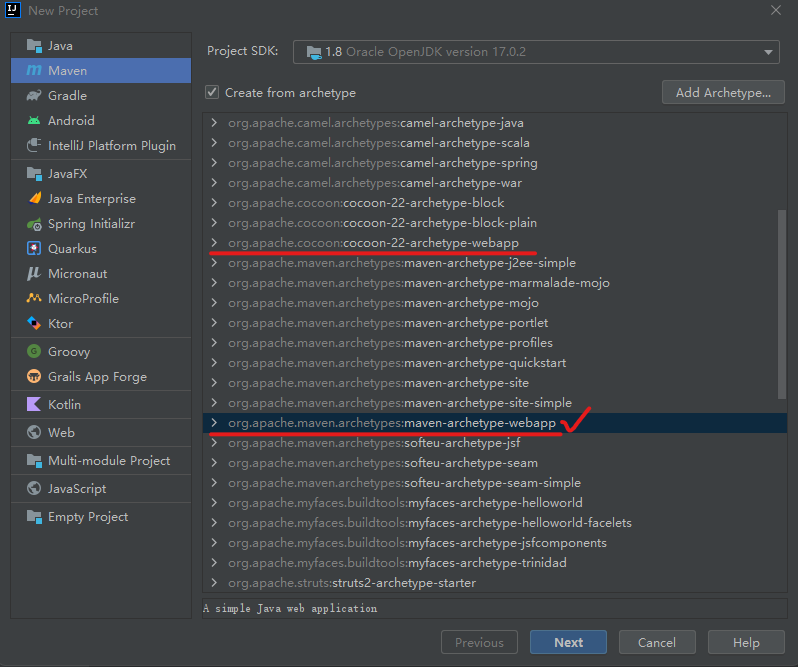 New Project
Java
Maven
Gradle
Android
IntelliJ Platform Plugin
JavaFX
Java Enterprise
Spring Initializr
Quarkus
Micronaut
MicroProfile
Ktor
Groovy
Grails App Forge
Kotlin
Web
Multi-module Project
JavaScript
Empty Project
Project SDK:
1.8 Oracle OpenJDK version 17.0.2
Create from archetype
Add Archetype...
org.apache.camel.archetypes:camel-archetype-java
org.apache.camel.archetypes:camel-archetype-scala
org.apache.camel.archetypes:camel-archetype-spring
org.apache.camel.archetypes:camel-archetype-war
org.apache.cocoon:cocoon-22-archetype-block
org.apache.cocoon:cocoon-22-archetype-block-plain
org.apache.cocoon:cocoon-22-archetype-webapp
org.apache.maven.archetypes:maven-archetype-j2ee-simple
org.apache.maven.archetypes:maven-archetype-marmalade-mojo
org.apache.maven.archetypes:maven-archetype-mojo
org.apache.maven.archetypes:maven-archetype-portlet
org.apache.maven.archetypes:maven-archetype-profiles
org.apache.maven.archetypes:maven-archetype-quickstart
org.apache.maven.archetypes:maven-archetype-site
org.apache.maven.archetypes:maven-archetype-site-simple
org.apache.maven.archetypes:maven-archetype-webapp
org.apache.maven.archetypes:softeu-archetype-jsf
org.apache.maven.archetypes:softeu-archetype-seam
org.apache.maven.archetypes:softeu-archetype-seam-simple
org.apache.myfaces.buildtools:myfaces-archetype-helloworld
org.apache.myfaces.buildtools:myfaces-archetype-helloworld-facelets
org.apache.myfaces.buildtools:myfaces-archetype-jsfcomponents
org.apache.myfaces.buildtools:myfaces-archetype-trinidad
org.apache.struts:struts2-archetype-starter
A simple Java web application
Previous
Next
Cancel
Help